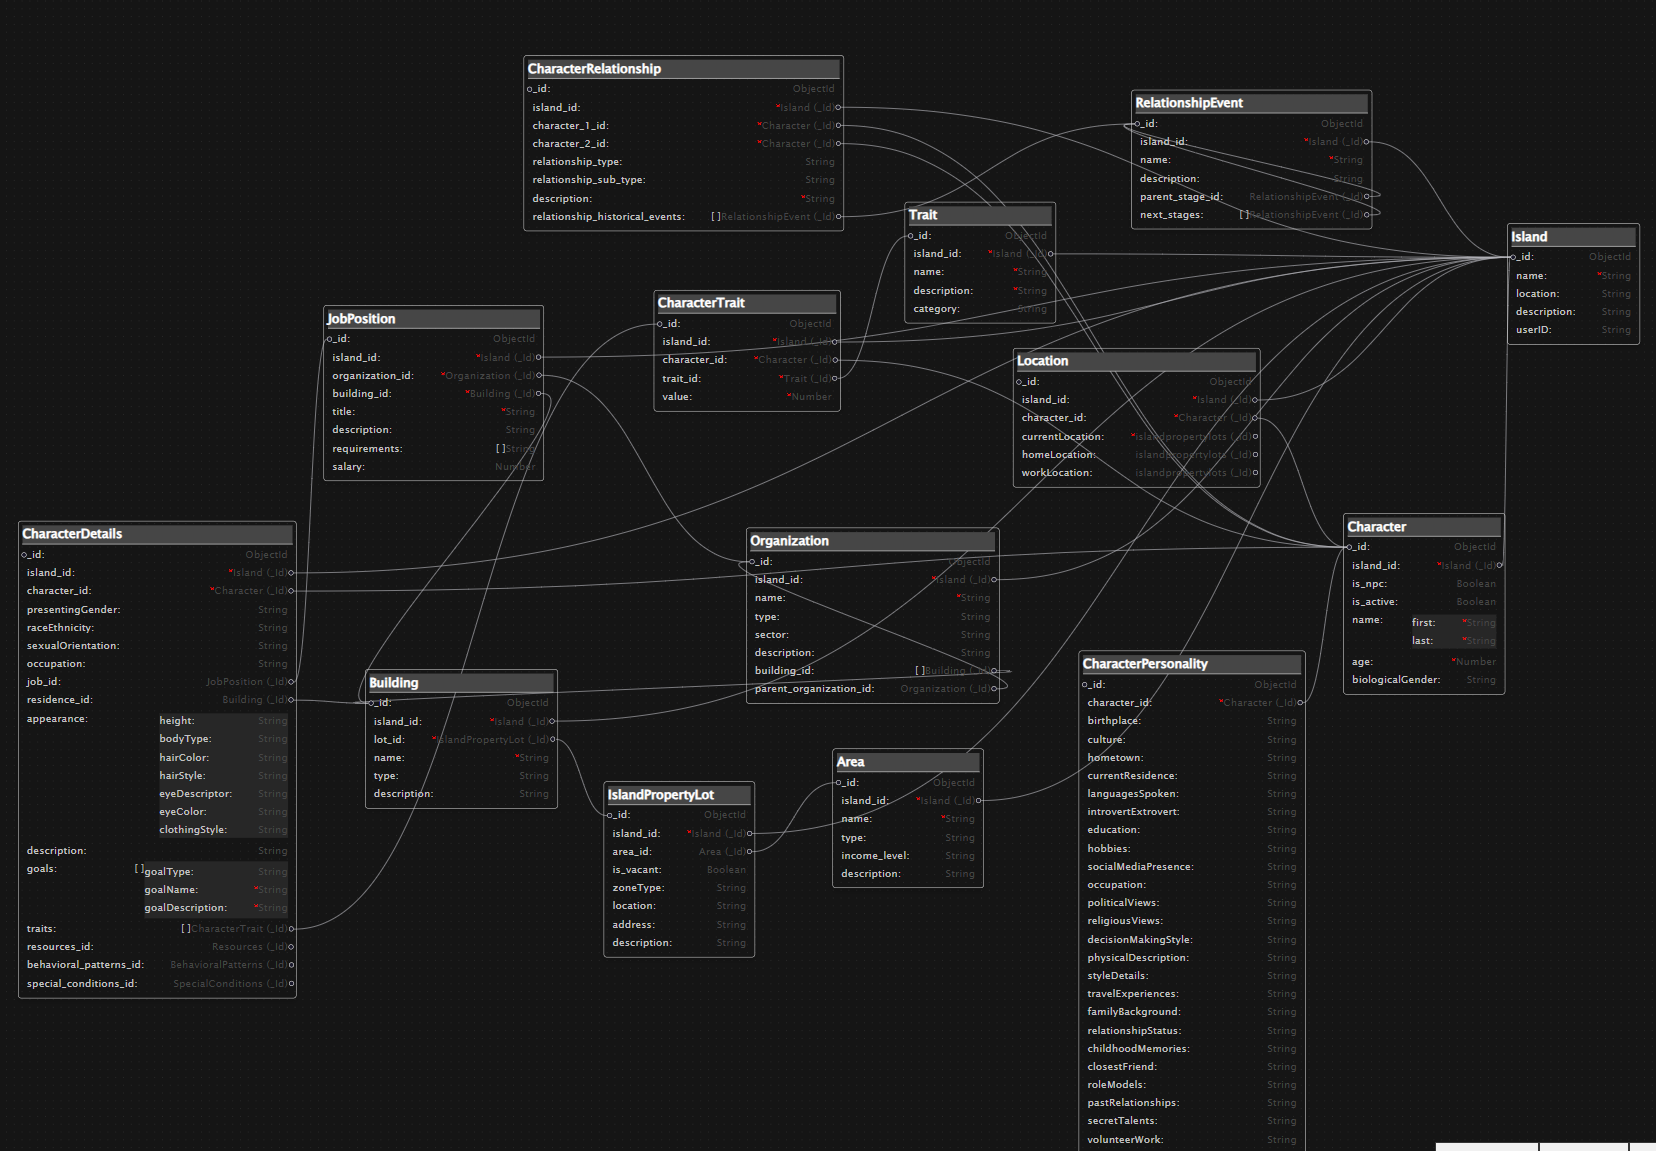 CharacterRelationship
_id: ObjectId
island_id: *Island (_Id)
character_1_id: *Character (_Id)
character_2_id: *Character (_Id)
relationship_type: String
relationship_sub_type: String
description: *String
relationship_historical_events: []RelationshipEvent (_Id)
RelationshipEvent
_id: ObjectId
island_id: *Island (_Id)
name: *String
description: String
parent_stage_id: RelationshipEvent (_Id)
next_stages: []RelationshipEvent (_Id)
Trait
_id: ObjectId
island_id: *Island (_Id)
name: *String
description: *String
category: String
Island
_id: ObjectId
name: *String
location: String
description: String
userID: String
JobPosition
_id: ObjectId
island_id: *Island (_Id)
organization_id: *Organization (_Id)
building_id: *Building (_Id)
title: *String
description: String
requirements: []String
salary: Number
CharacterTrait
_id: ObjectId
island_id: *Island (_Id)
character_id: *Character (_Id)
trait_id: *Trait (_Id)
value: *Number
Location
_id: ObjectId
island_id: *Island (_Id)
character_id: *Character (_Id)
currentLocation: *islandpropertylots (_Id)
homeLocation: islandpropertylots (_Id)
workLocation: islandpropertylots (_Id)
CharacterDetails
_id: ObjectId
island_id: *Island (_Id)
character_id: *Character (_Id)
presentingGender: String
raceEthnicity: String
sexualOrientation: String
occupation: String
job_id: JobPosition (_Id)
residence_id: Building (_Id)
appearance: height: String
bodyType: String
hairColor: String
hairStyle: String
eyeDescriptor: String
eyeColor: String
clothingStyle: String
description: String
goals: []goalType: String
goalName: *String
goalDescription: *String
traits: []CharacterTrait (_Id)
resources_id: Resources (_Id)
behavioral_patterns_id: BehavioralPatterns (_Id)
special_conditions_id: SpecialConditions (_Id)
Organization
_id: ObjectId
island_id: *Island (_Id)
name: *String
type: String
sector: String
description: String
building_id: []Building (_Id)
parent_organization_id: Organization (_Id)
Character
_id: ObjectId
island_id: *Island (_Id)
is_npc: Boolean
is_active: Boolean
name: first: *String
last: *String
age: *Number
biologicalGender: String
Building
_id: ObjectId
island_id: *Island (_Id)
lot_id: *IslandPropertyLot (_Id)
name: *String
type: String
description: String
IslandPropertyLot
_id: ObjectId
island_id: *Island (_Id)
area_id: Area (_Id)
is_vacant: Boolean
zoneType: String
location: String
address: String
description: String
Area
_id: ObjectId
island_id: *Island (_Id)
name: *String
type: String
income_level: String
description: String
CharacterPersonality
_id: ObjectId
character_id: *Character (_Id)
birthplace: String
culture: String
hometown: String
currentResidence: String
languagesSpoken: String
introvertExtrovert: String
education: String
hobbies: String
socialMediaPresence: String
occupation: String
politicalViews: String
religiousViews: String
decisionMakingStyle: String
physicalDescription: String
styleDetails: String
travelExperiences: String
familyBackground: String
relationshipStatus: String
childhoodMemories: String
closestFriend: String
roleModels: String
pastRelationships: String
secretTalents: String
volunteerWork: String